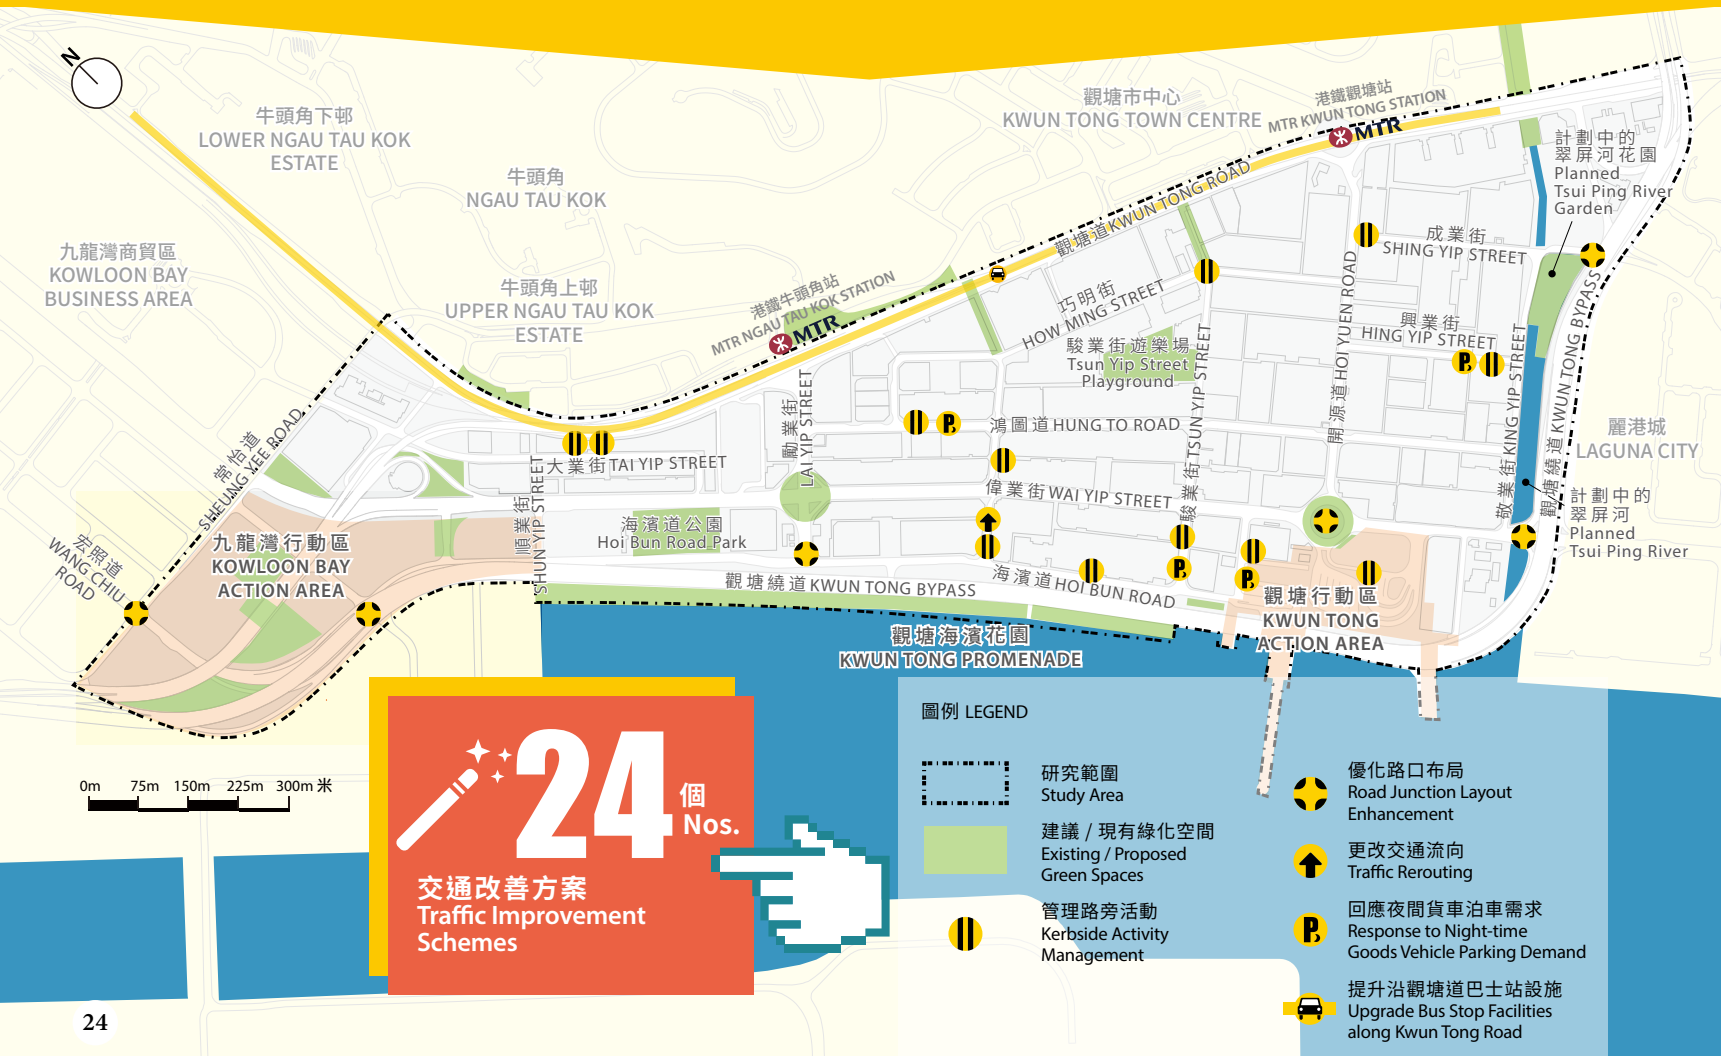 N
牛頭角下邨
LOWER NGAU TAU KOK
ESTATE
牛頭角
NGAU TAU KOK
九龍灣商貿區
KOWLOON BAY
BUSINESS AREA
牛頭角上邨
UPPER NGAU TAU KOK
ESTATE
港鐵牛頭角站
MTR NGAU TAU KOK STATION
MTR
觀塘市中心
KWUN TONG TOWN CENTRE
港鐵觀塘站
MTR KWUN TONG STATION
MTR
計劃中的
翠屏河花園
Planned
Tsui Ping River
Garden
觀塘道 KWUN TONG ROAD
成業街
SHING YIP STREET
巧明街
HOW MING STREET
興業街
HING YIP STREET
駿業街遊樂場
Tsun Yip Street
Playground
開源道 HOI YUEN ROAD
駿業街 TSUN YIP STREET
敬業街 KING YIP STREET
觀塘繞道 KWUN TONG BYPASS
麗港城
LAGUNA CITY
鴻圖道 HUNG TO ROAD
勵業街
LAI YIP STREET
大業街 TAI YIP STREET
常怡道
SHEUNG YEE ROAD
順業街
SHUN YIP STREET
偉業街 WAI YIP STREET
海濱道公園
Hoi Bun Road Park
計劃中的
翠屏河
Planned
Tsui Ping River
宏照道
WANG CHIU
ROAD
九龍灣行動區
KOWLOON BAY
ACTION AREA
觀塘繞道 KWUN TONG BYPASS
海濱道 HOI BUN ROAD
觀塘行動區
KWUN TONG
ACTION AREA
觀塘海濱花園
KWUN TONG PROMENADE
0m 75m 150m 225m 300m 米
24 個
Nos.
交通改善方案
Traffic Improvement
Schemes
圖例 LEGEND
研究範圍
Study Area
建議 / 現有綠化空間
Existing / Proposed
Green Spaces
管理路旁活動
Kerbside Activity
Management
優化路口布局
Road Junction Layout
Enhancement
更改交通流向
Traffic Rerouting
回應夜間貨車泊車需求
Response to Night-time
Goods Vehicle Parking Demand
提升沿觀塘道巴士站設施
Upgrade Bus Stop Facilities
along Kwun Tong Road
24